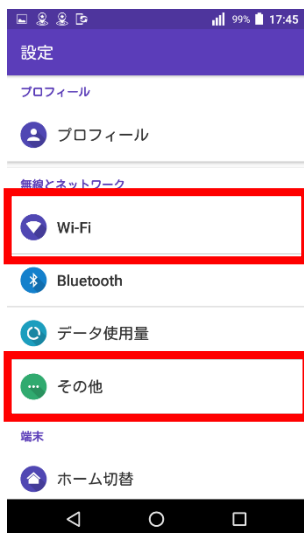 99% 17:45
設定
プロフィール
プロフィール
無線とネットワーク
Wi-Fi
Bluetooth
データ使用量
その他
端末
ホーム切替